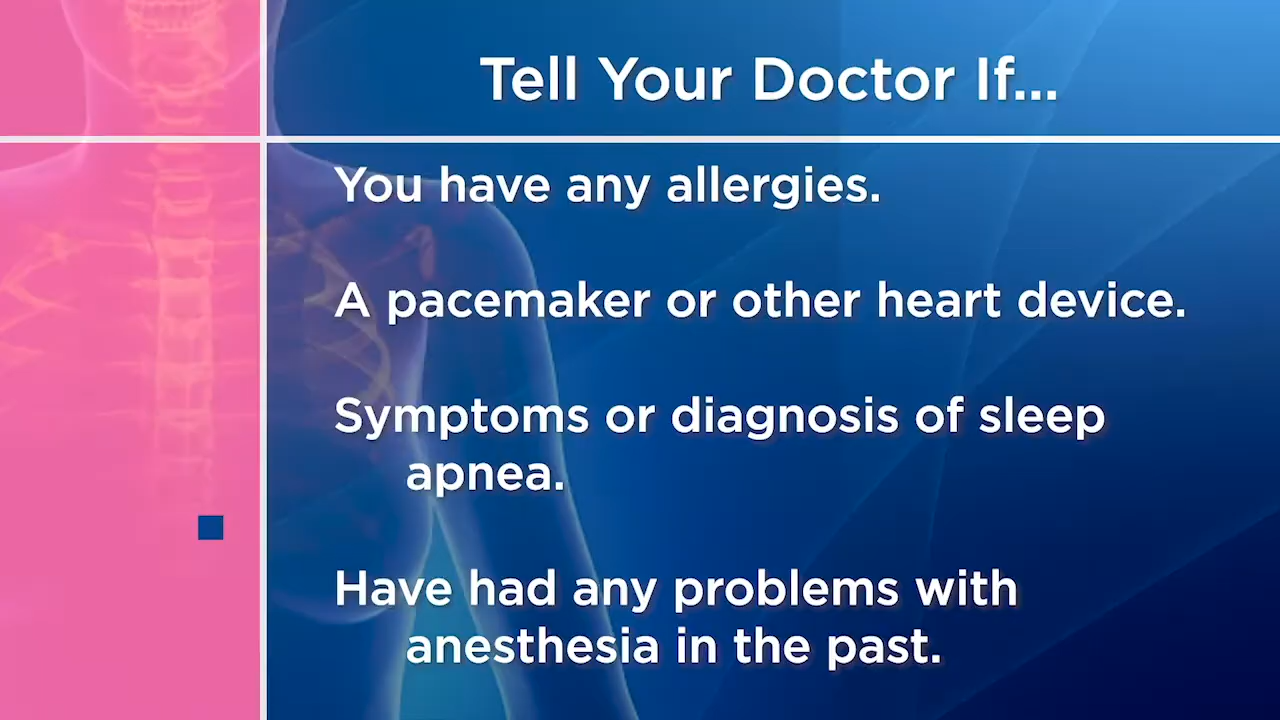 Tell Your Doctor If...
You have any allergies.
A pacemaker or other heart device.
Symptoms or diagnosis of sleep
apnea.
Have had any problems with
anesthesia in the past.